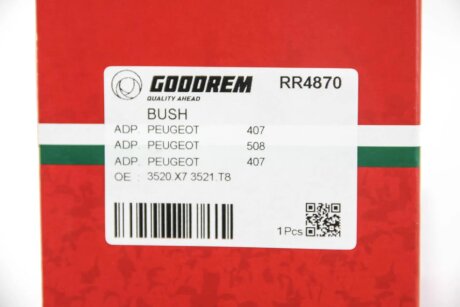 GOODREM RR4870
QUALITY AHEAD
BUSH
ADP PEUGEOT 407
ADP PEUGEOT 508
ADP PEUGEOT 407
OE : 3520.X7 3521.T8
1Pcs